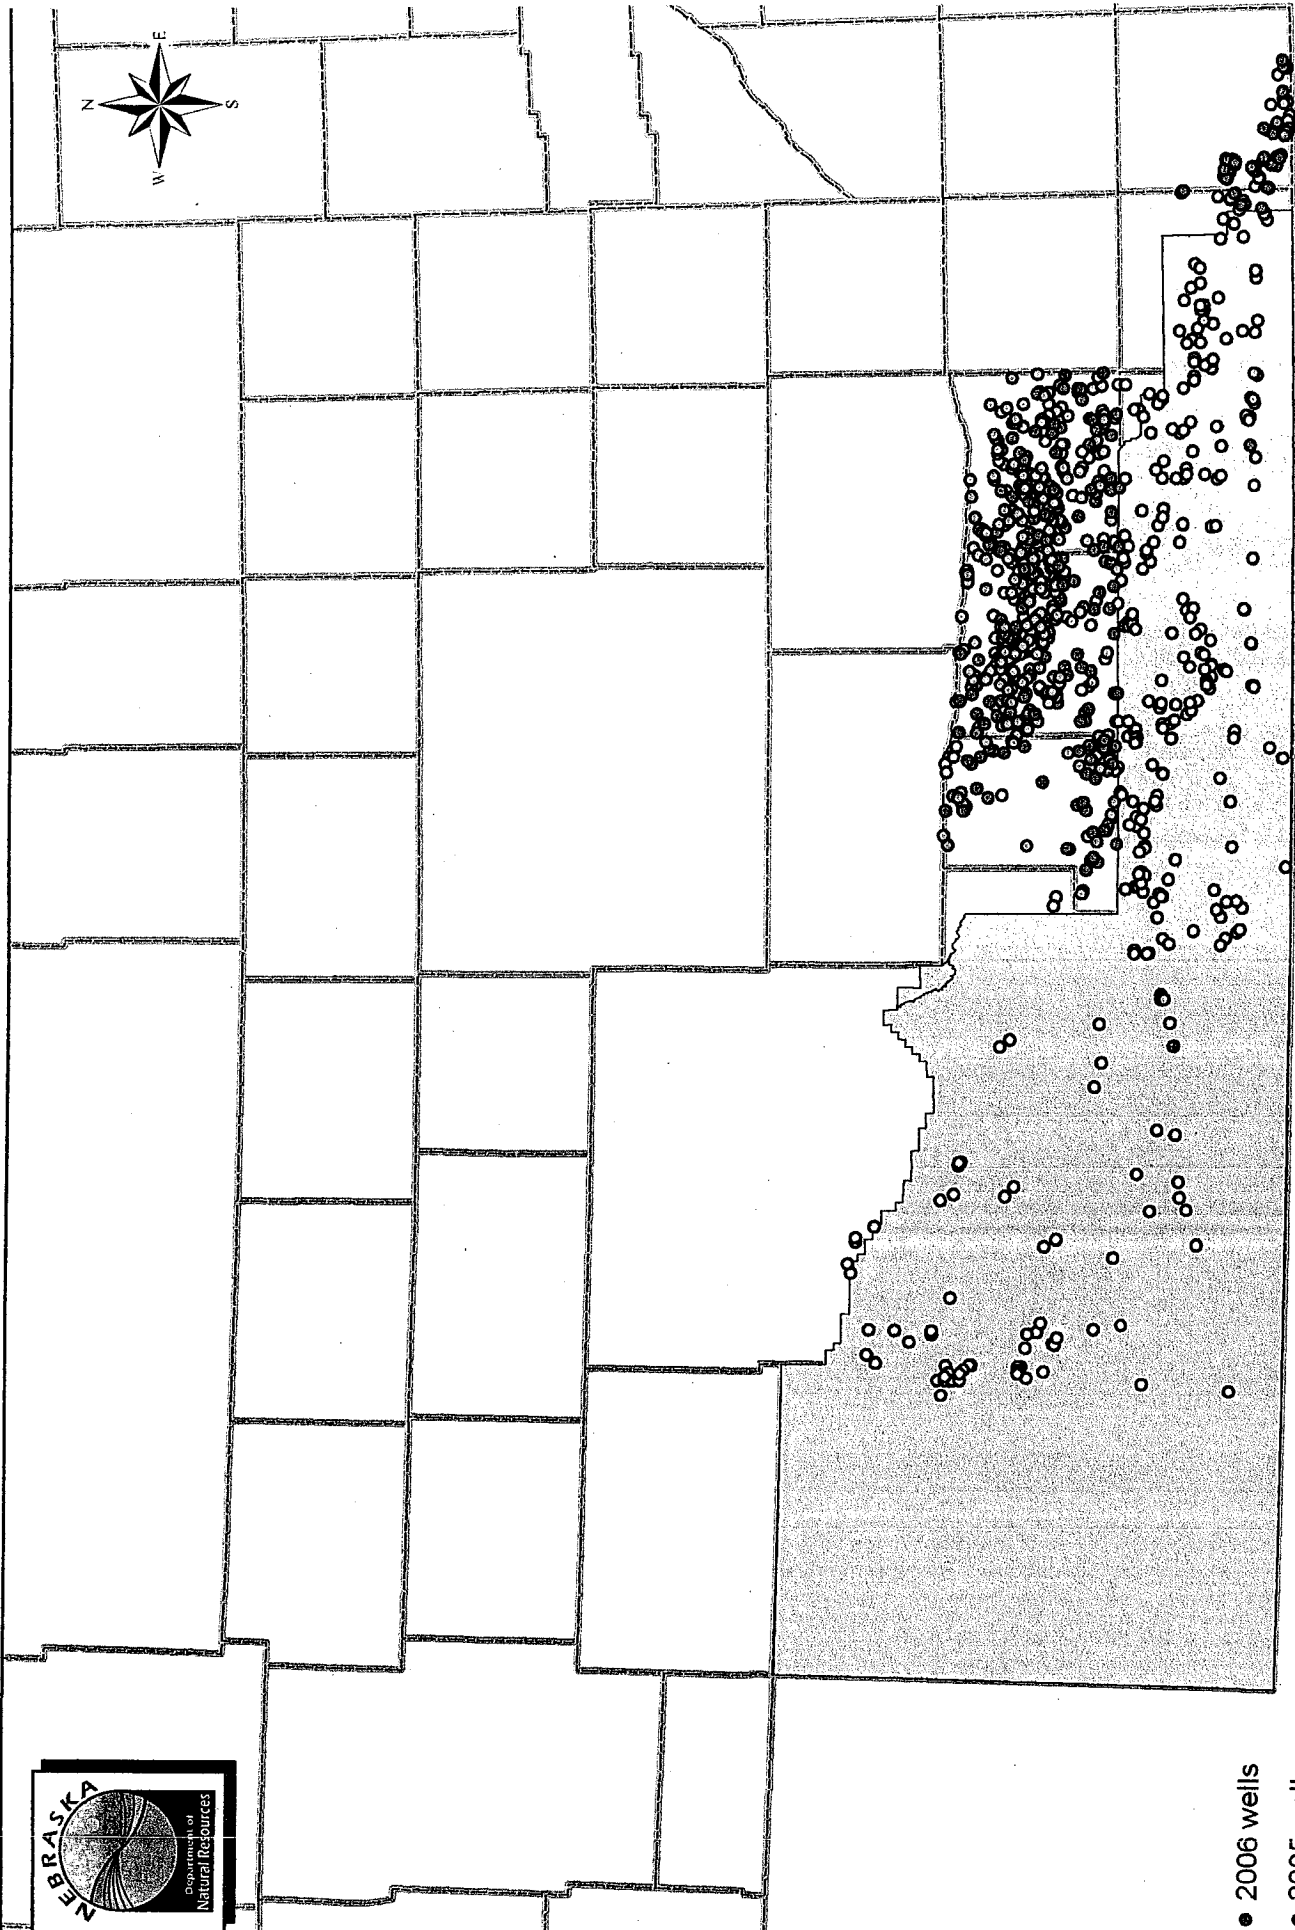 NEBRASKA
Department of
Natural Resources
N
W
E
S
2006 wells